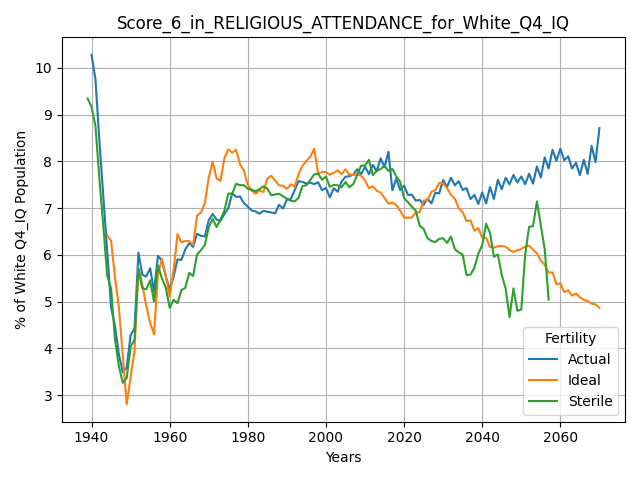 Score_6_in_RELIGIOUS_ATTENDANCE_for_White_Q4_IQ
% of White Q4_IQ Population
10
9
8
7
6
5
4
3
1940
1960
1980
2000
2020
2040
2060
Years
Fertility
Actual
Ideal
Sterile